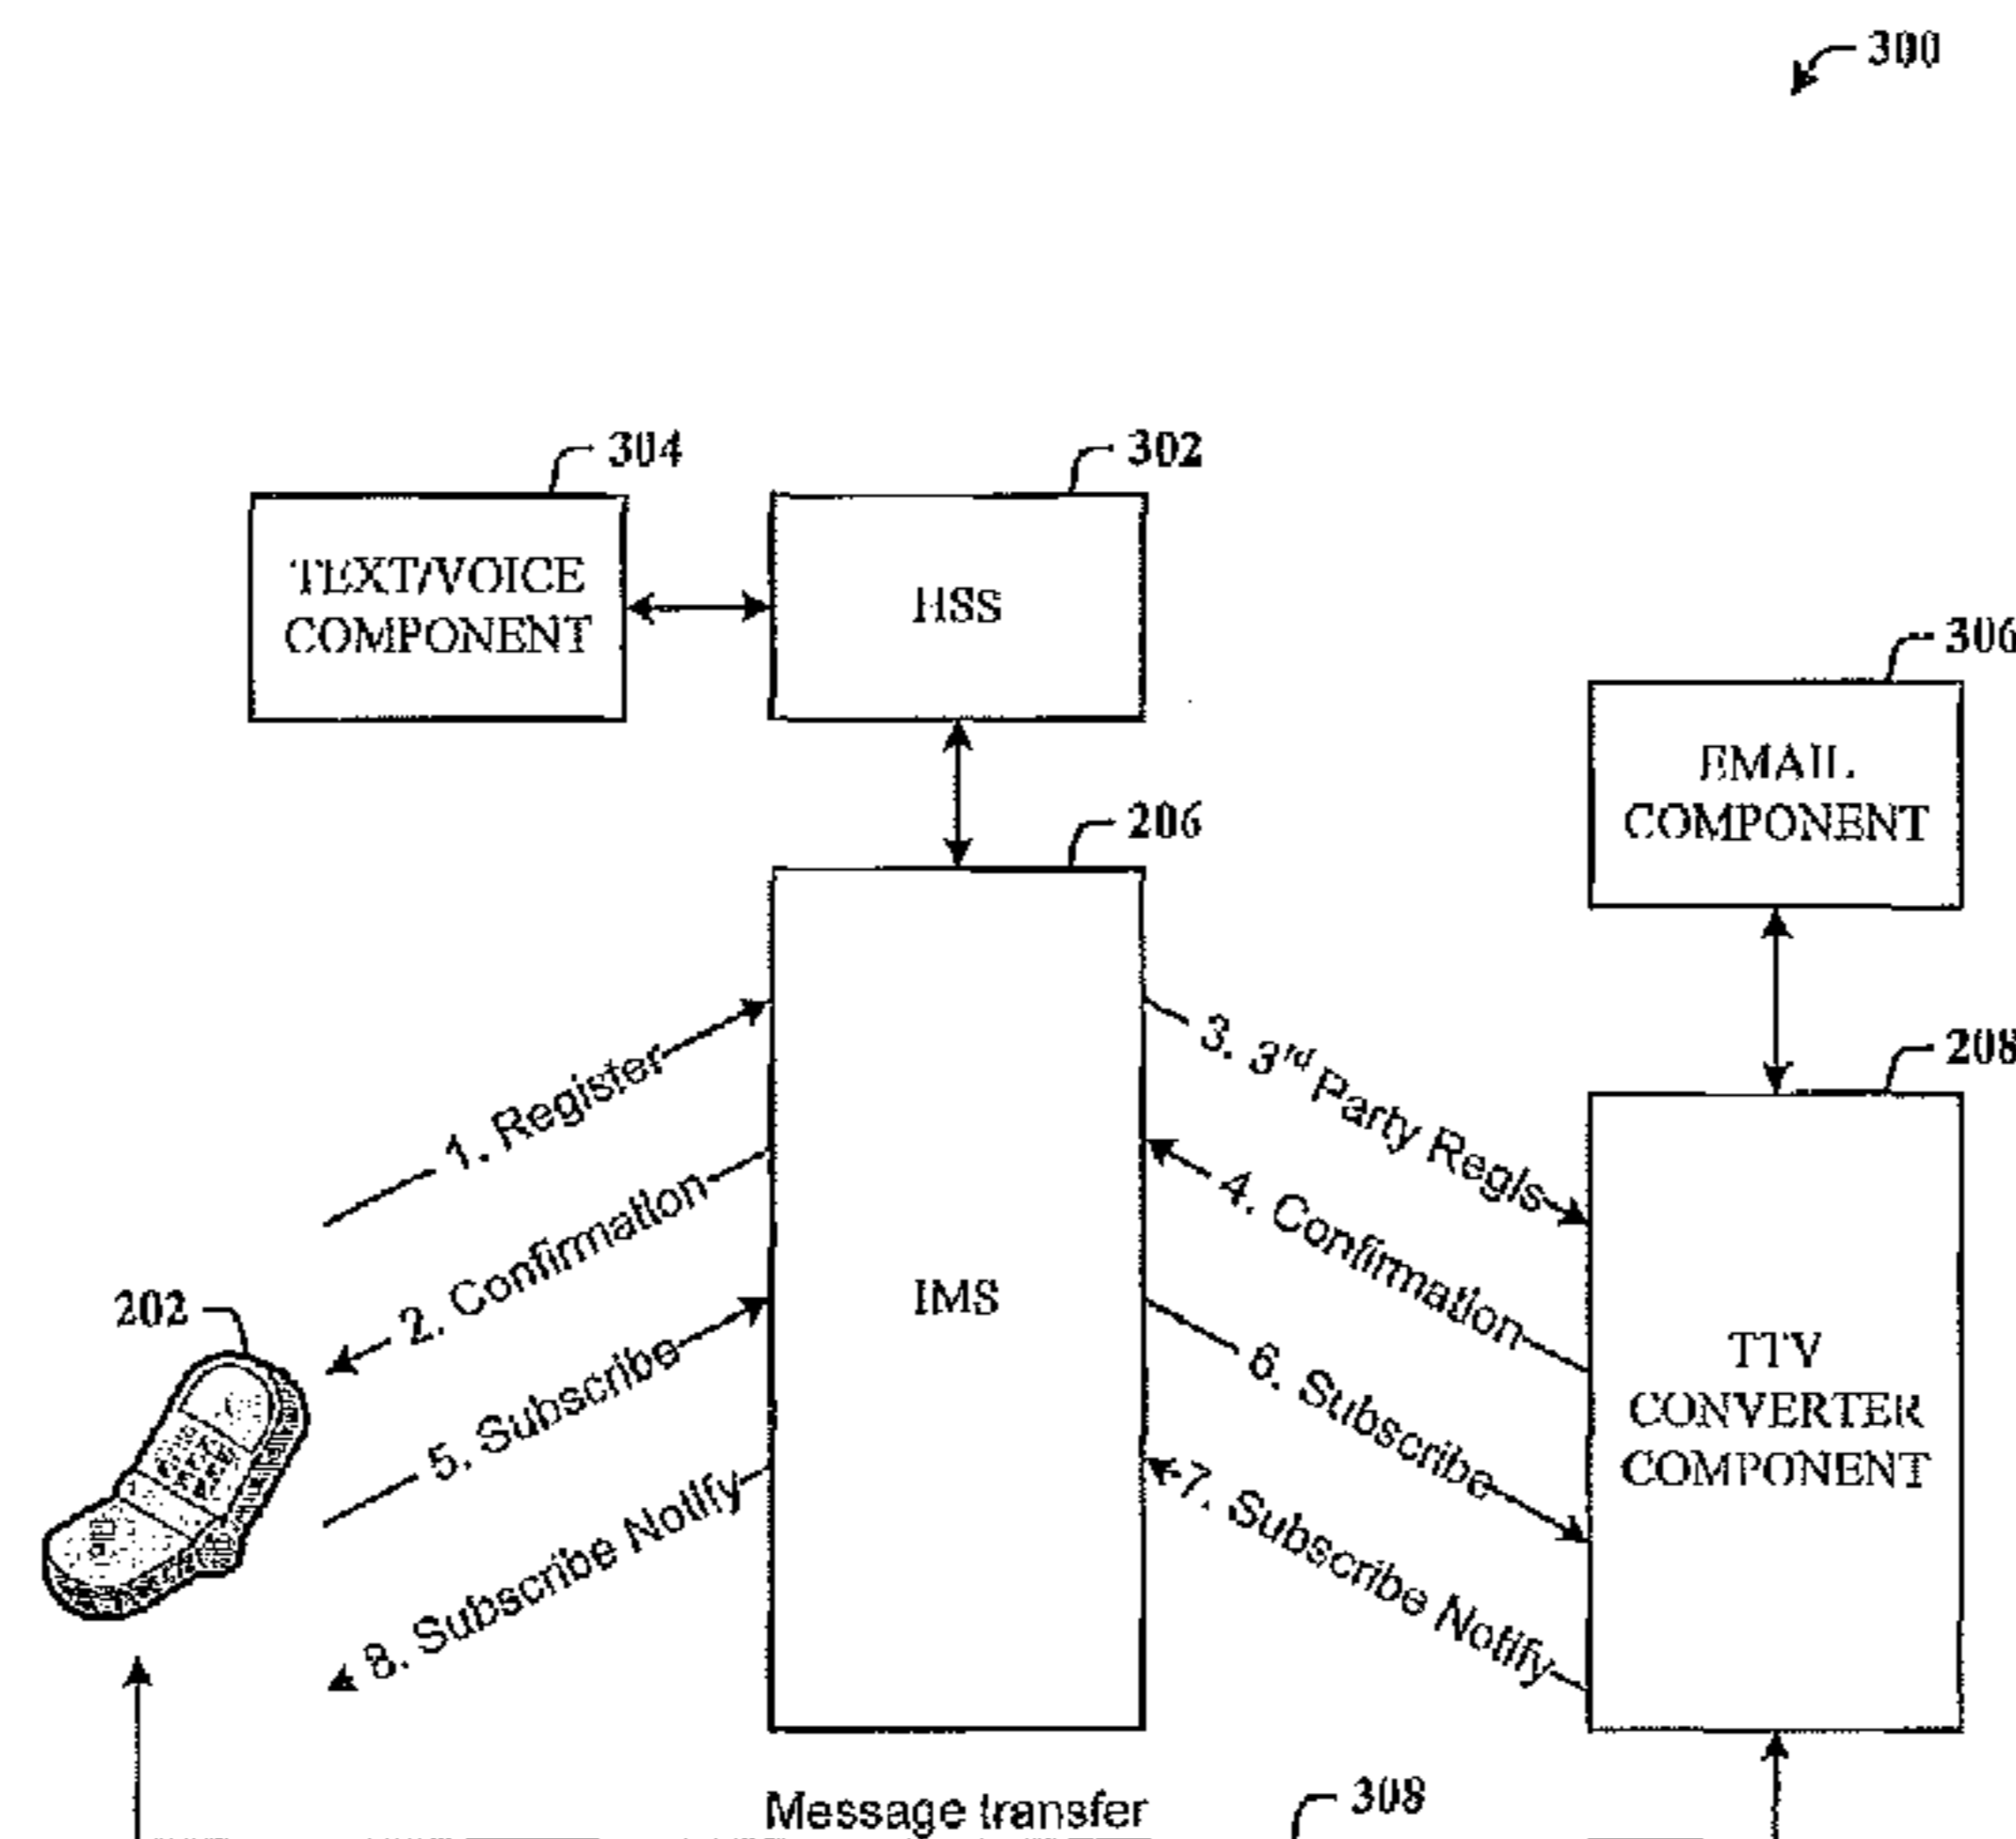 300
304
302
TEXT/VOICE
COMPONENT
HSS
306
EMAIL
COMPONENT
206
208
1. Register
3. 3rd Party Regis
2. Confirmation
4. Confirmation
IMS
202
5. Subscribe
6. Subscribe
TTV
CONVERTER
COMPONENT
8. Subscribe Notify
7. Subscribe Notify
Message transfer
308